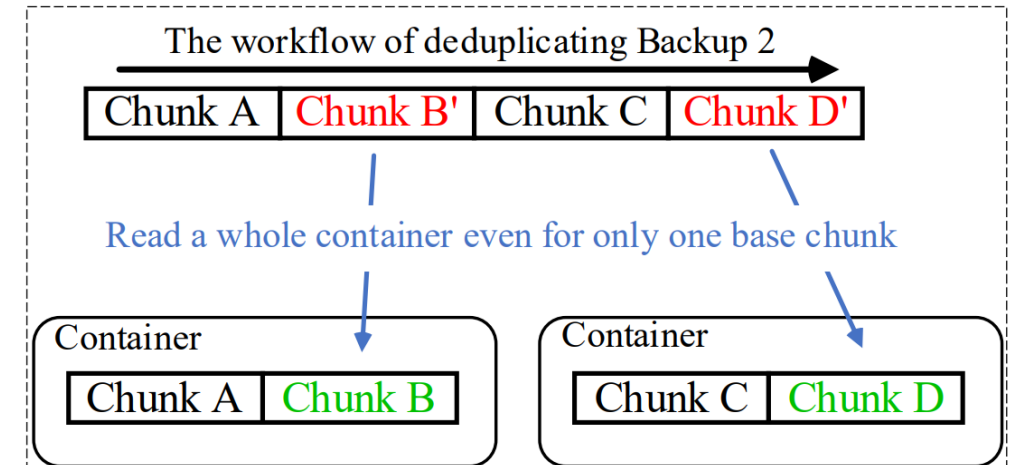 The workflow of deduplicating Backup 2
Chunk A Chunk B' Chunk C Chunk D'
Read a whole container even for only one base chunk
Container
Chunk A Chunk B
Container
Chunk C Chunk D